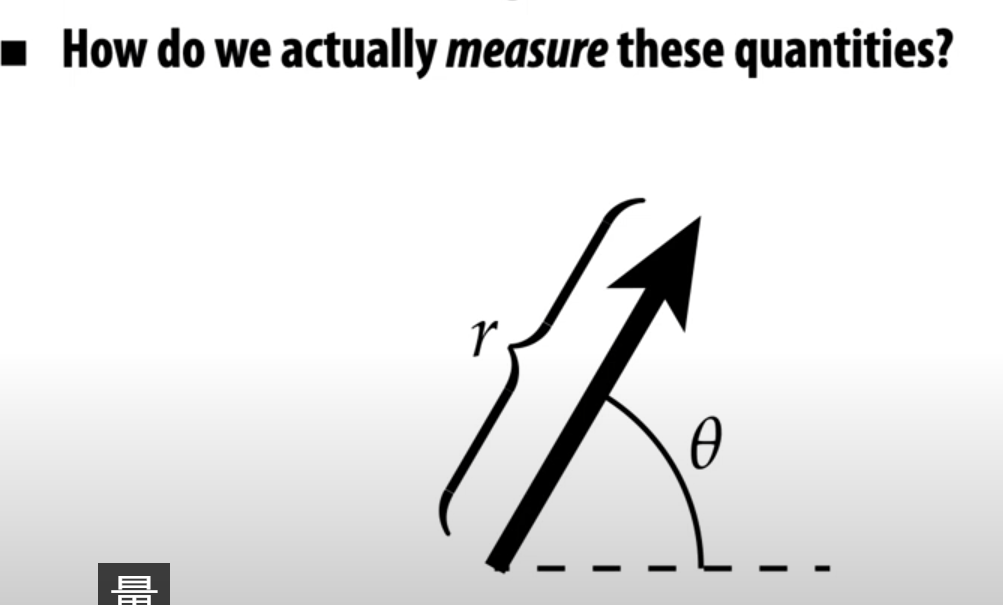 ■ How do we actually measure these quantities?
r
θ
量